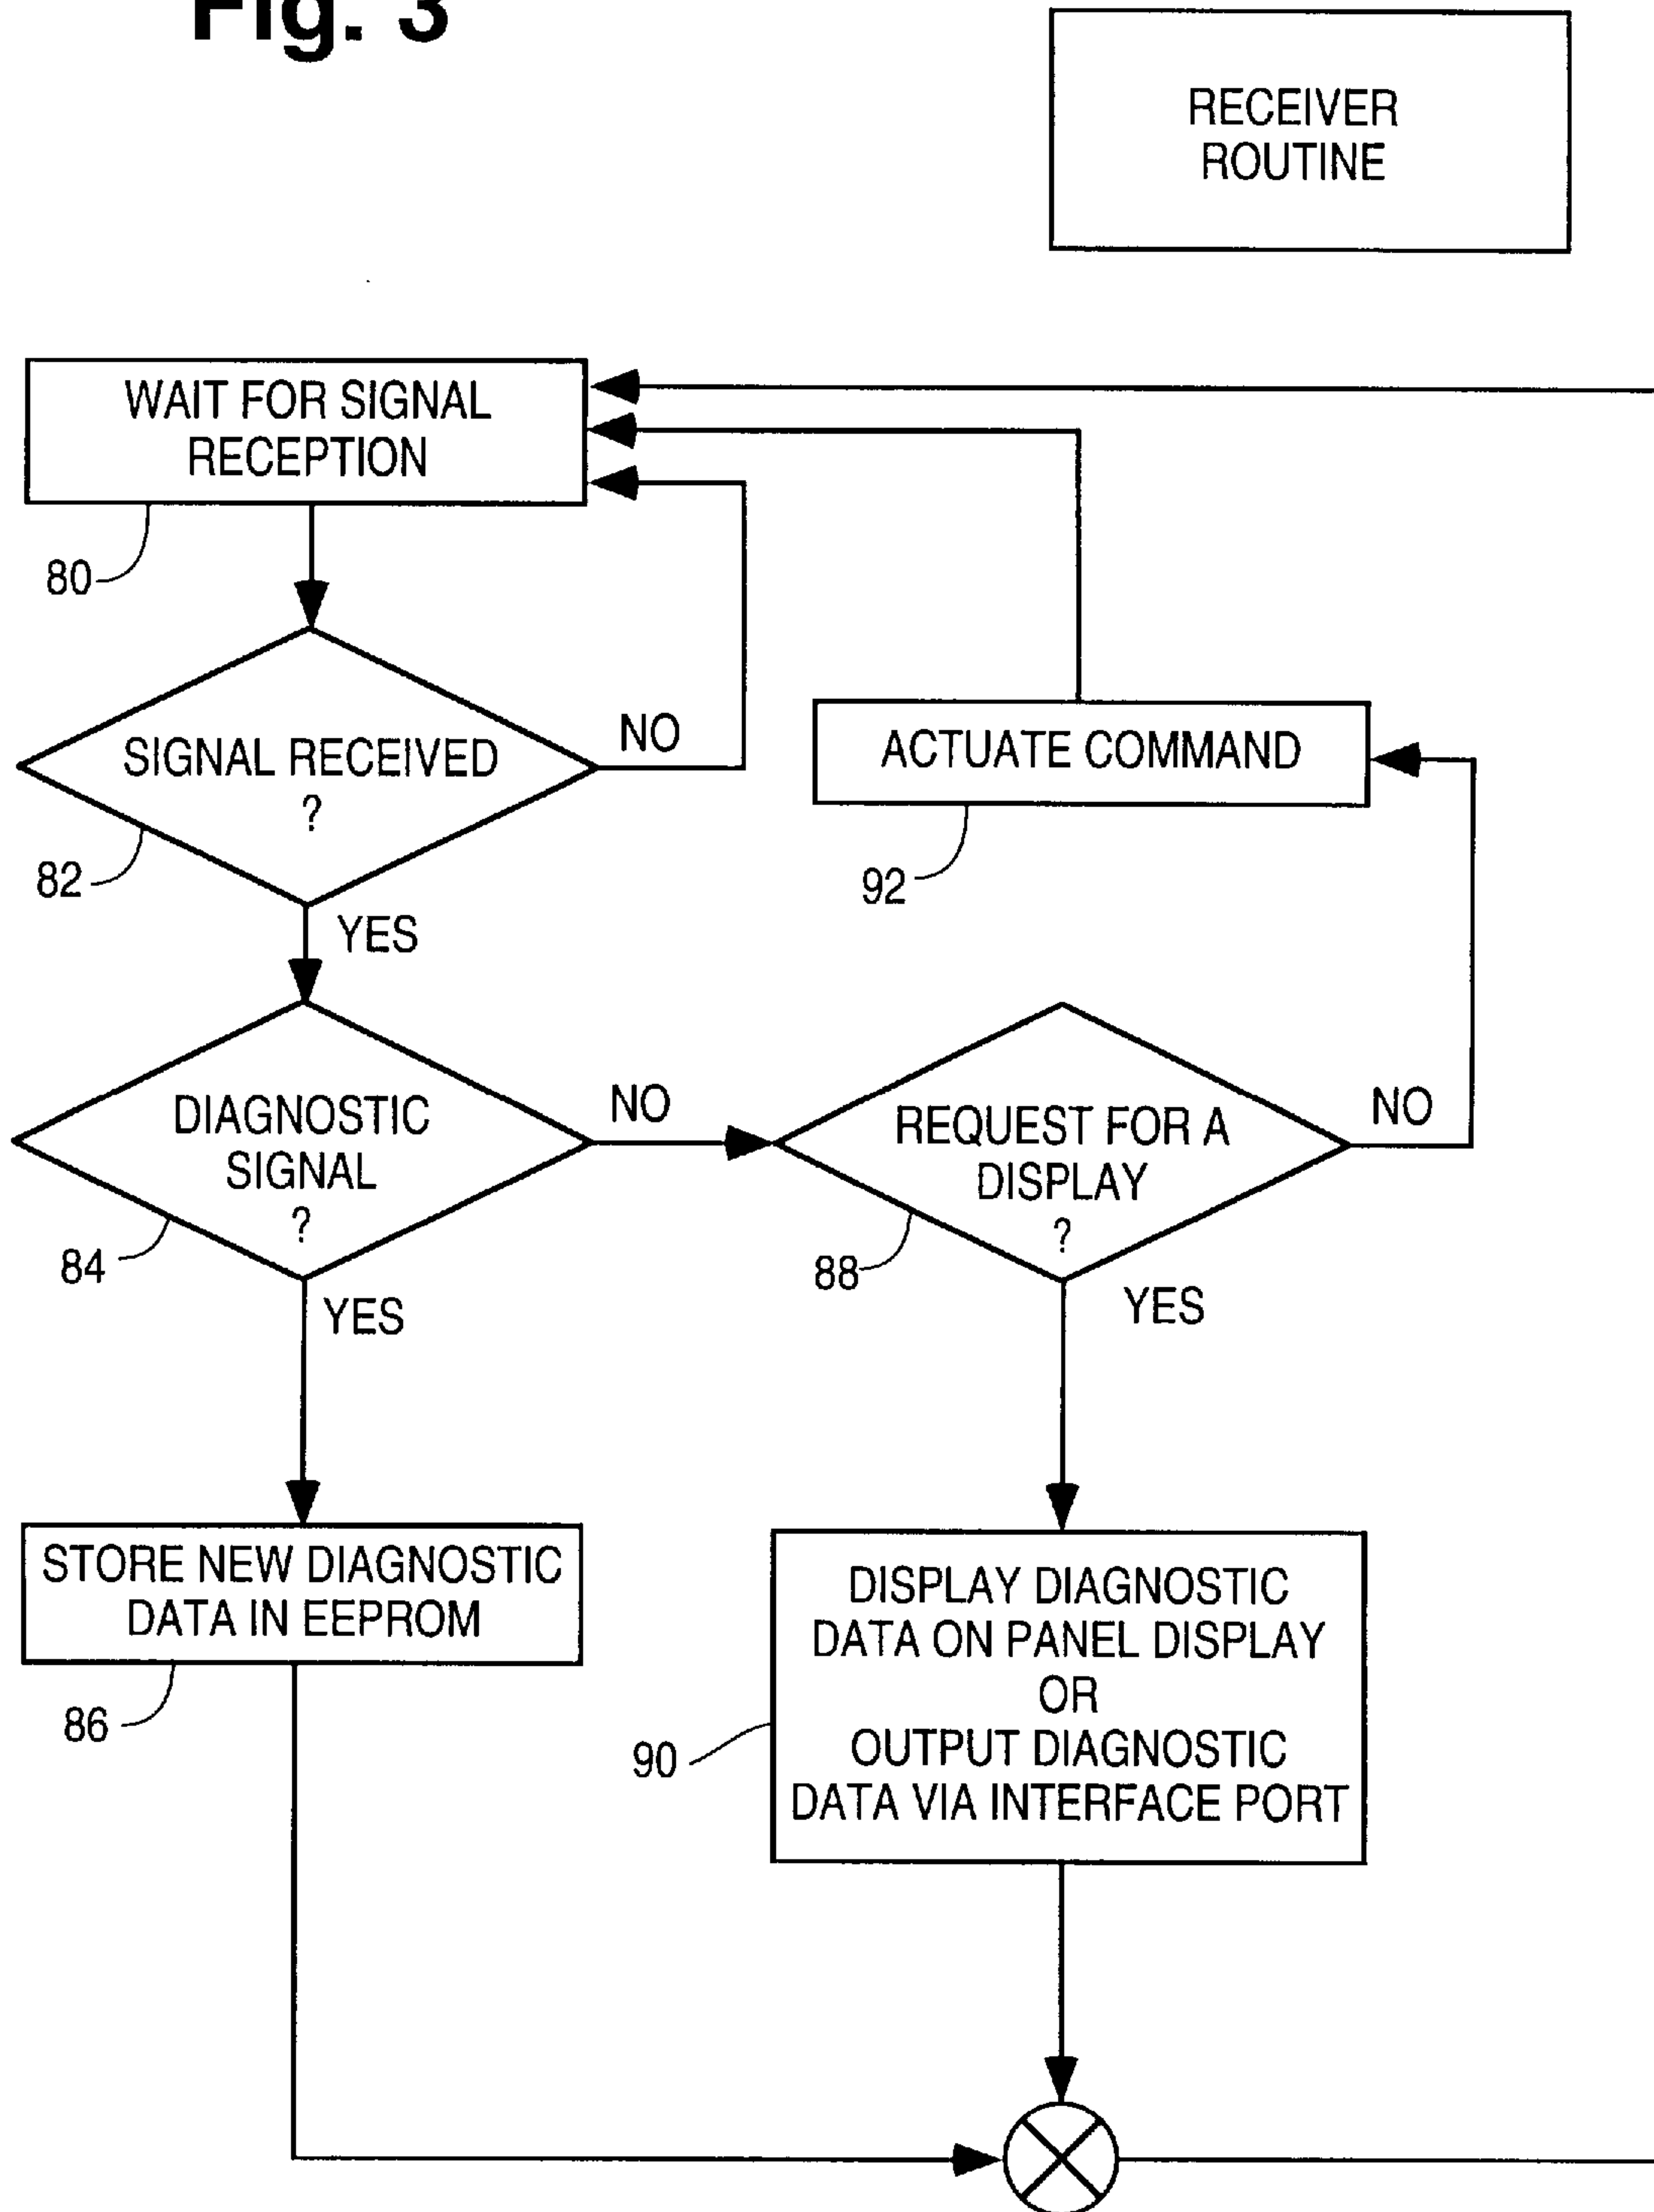 Fig. 3
RECEIVER
ROUTINE
WAIT FOR SIGNAL
RECEPTION
80
SIGNAL RECEIVED
?
NO
82
YES
ACTUATE COMMAND
92
DIAGNOSTIC
SIGNAL
?
NO
84
YES
REQUEST FOR A
DISPLAY
?
NO
88
YES
STORE NEW DIAGNOSTIC
DATA IN EEPROM
86
DISPLAY DIAGNOSTIC
DATA ON PANEL DISPLAY
OR
OUTPUT DIAGNOSTIC
DATA VIA INTERFACE PORT
90